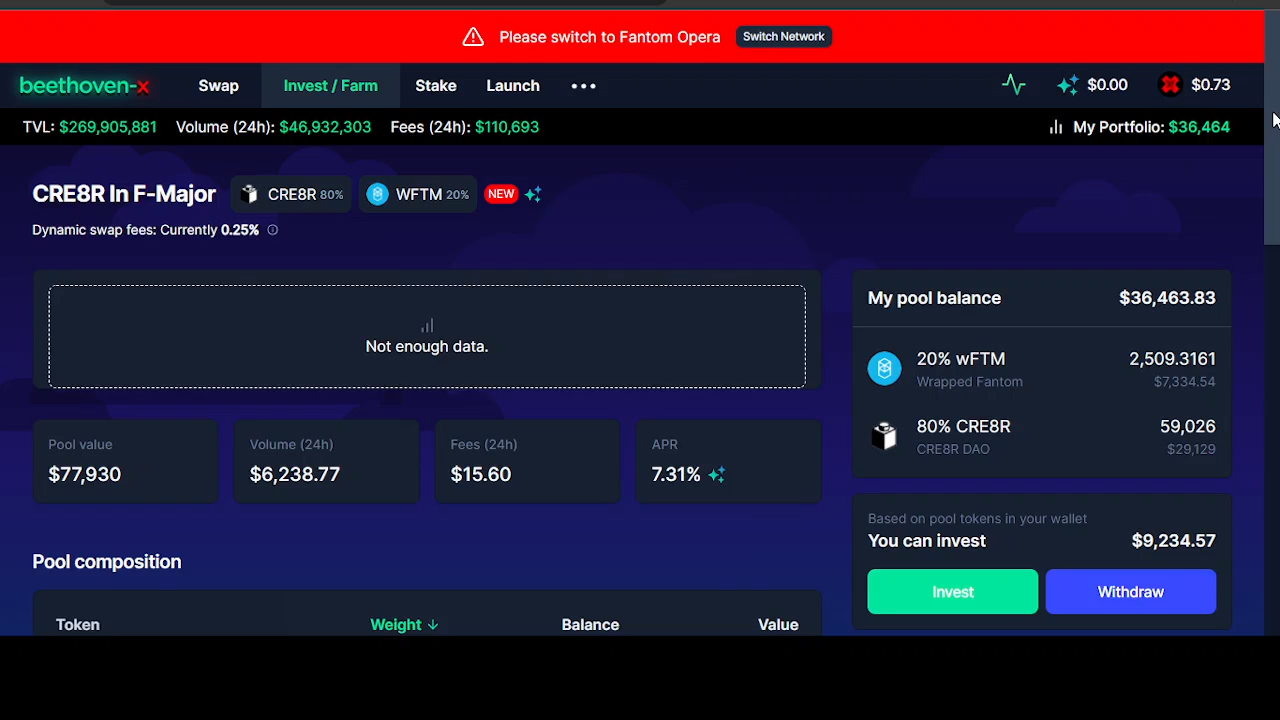 Please switch to Fantom Opera Switch Network
beethoven-x Swap Invest / Farm Stake Launch ••• $0.00 $0.73
TVL: $269,905,881 Volume (24h): $46,932,303 Fees (24h): $110,693 My Portfolio: $36,464
CRE8R In F-Major CRE8R 80% WFTM 20% NEW
Dynamic swap fees: Currently 0.25%
Not enough data.
Pool value
$77,930
Volume (24h)
$6,238.77
Fees (24h)
$15.60
APR
7.31%
Pool composition
Token Weight ↓ Balance Value
My pool balance $36,463.83
20% wFTM 2,509.3161
Wrapped Fantom $7,334.54
80% CRE8R 59,026
CRE8R DAO $29,129
Based on pool tokens in your wallet
You can invest $9,234.57
Invest Withdraw